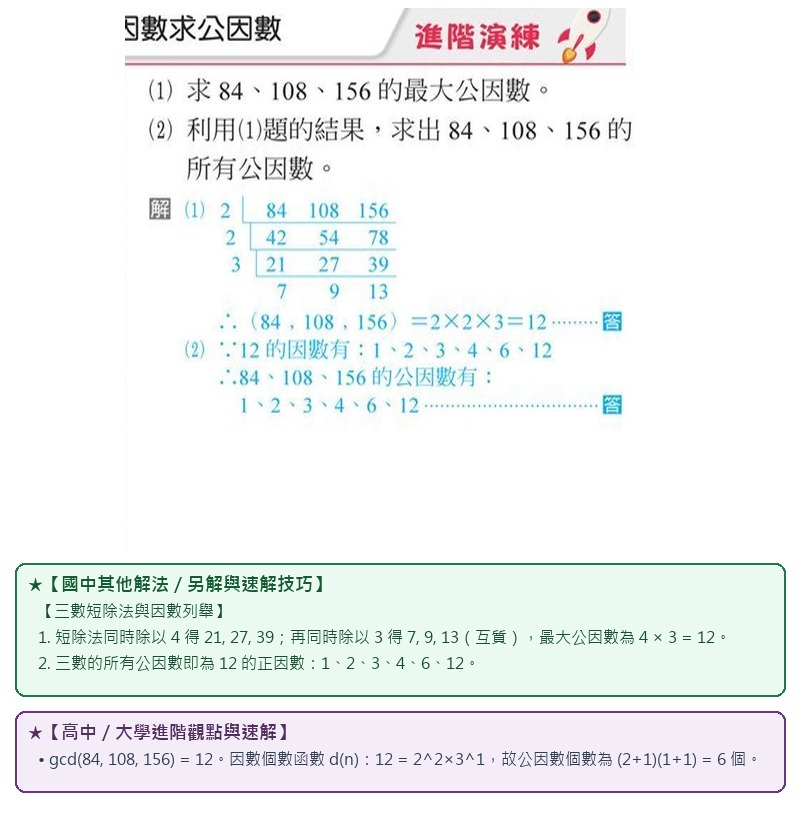 因數求公因數
進階演練
⑴ 求 84、108、156 的最大公因數。
⑵ 利用⑴題的結果，求出 84、108、156 的
所有公因數。
解 ⑴ 2 84 108 156
2 42 54 78
3 21 27 39
7 9 13
∴（84，108，156）＝2×2×3＝12 ……… 答
⑵ ∵12 的因數有：1、2、3、4、6、12
∴84、108、156 的公因數有：
1、2、3、4、6、12 …………………………… 答
★【國中其他解法 / 另解與速解技巧】
【三數短除法與因數列舉】
1. 短除法同時除以 4 得 21, 27, 39；再同時除以 3 得 7, 9, 13（互質），最大公因數為 4 × 3 = 12。
2. 三數的所有公因數即為 12 的正因數：1、2、3、4、6、12。
★【高中 / 大學進階觀點與速解】
• gcd(84, 108, 156) = 12。因數個數函數 d(n)：12 = 2^2×3^1，故公因數個數為 (2+1)(1+1) = 6 個。